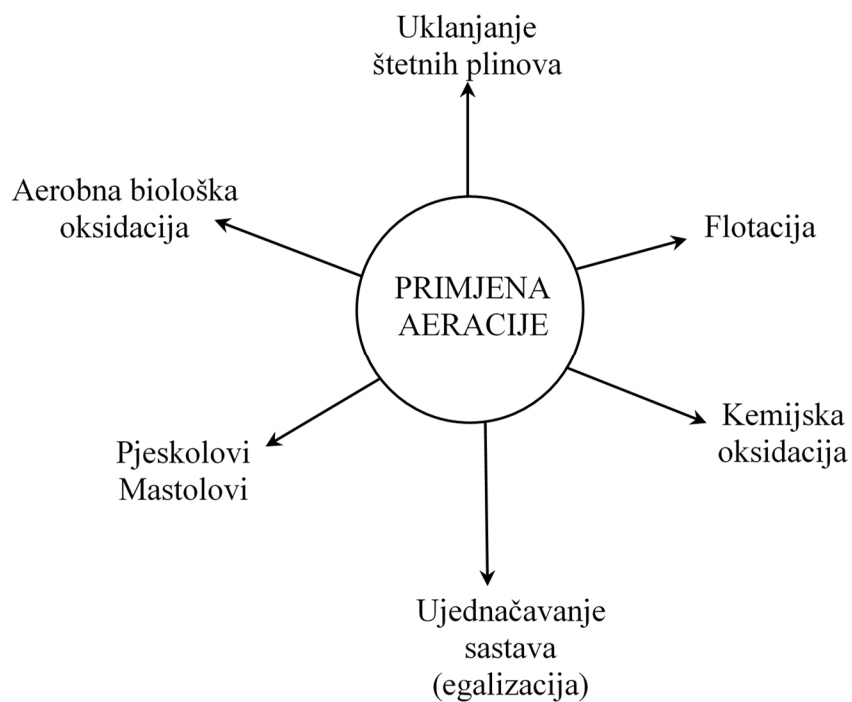 Uklanjanje
štetnih plinova
Aerobna biološka
oksidacija
Flotacija
PRIMJENA
AERACIJE
Kemijska
oksidacija
Pjeskolovi
Mastolovi
Ujednačavanje
sastava
(egalizacija)